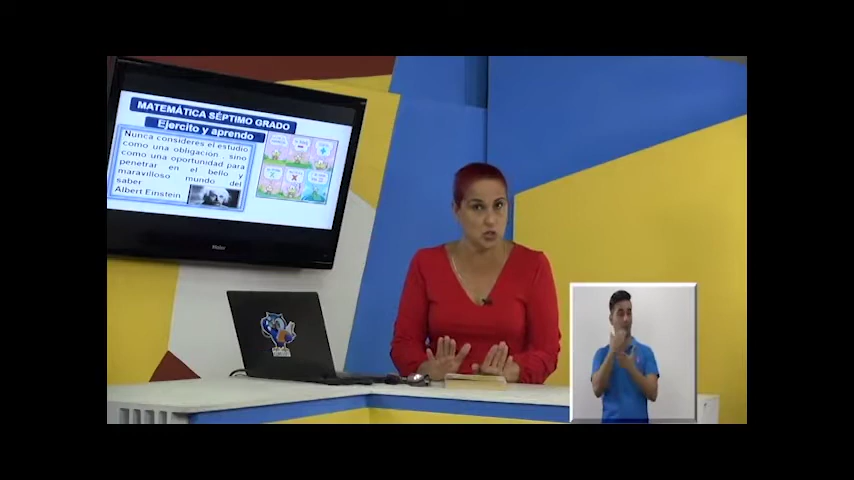 MATEMÁTICA SÉPTIMO GRADO
Ejercito y aprendo
Nunca consideres el estudio
como una obligación sino
como una oportunidad para
penetrar en el bello y
maravilloso mundo del
saber
Albert Einstein